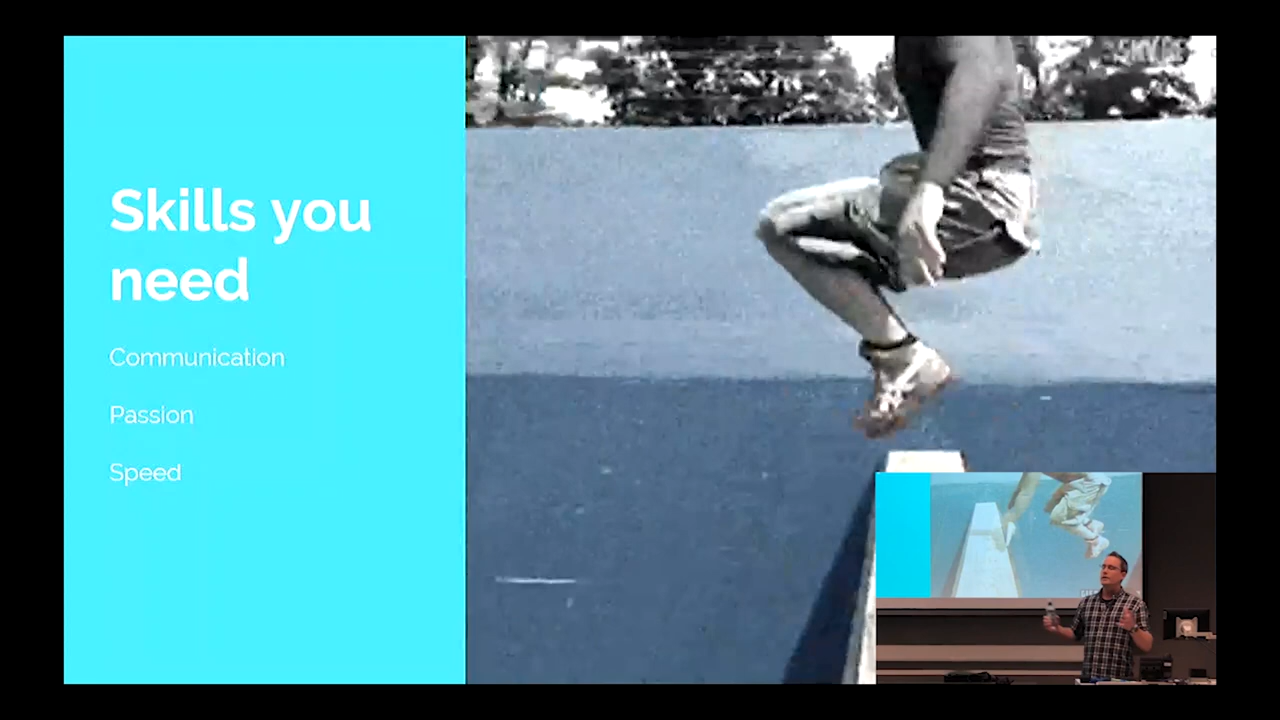 Skills you
need
Communication
Passion
Speed